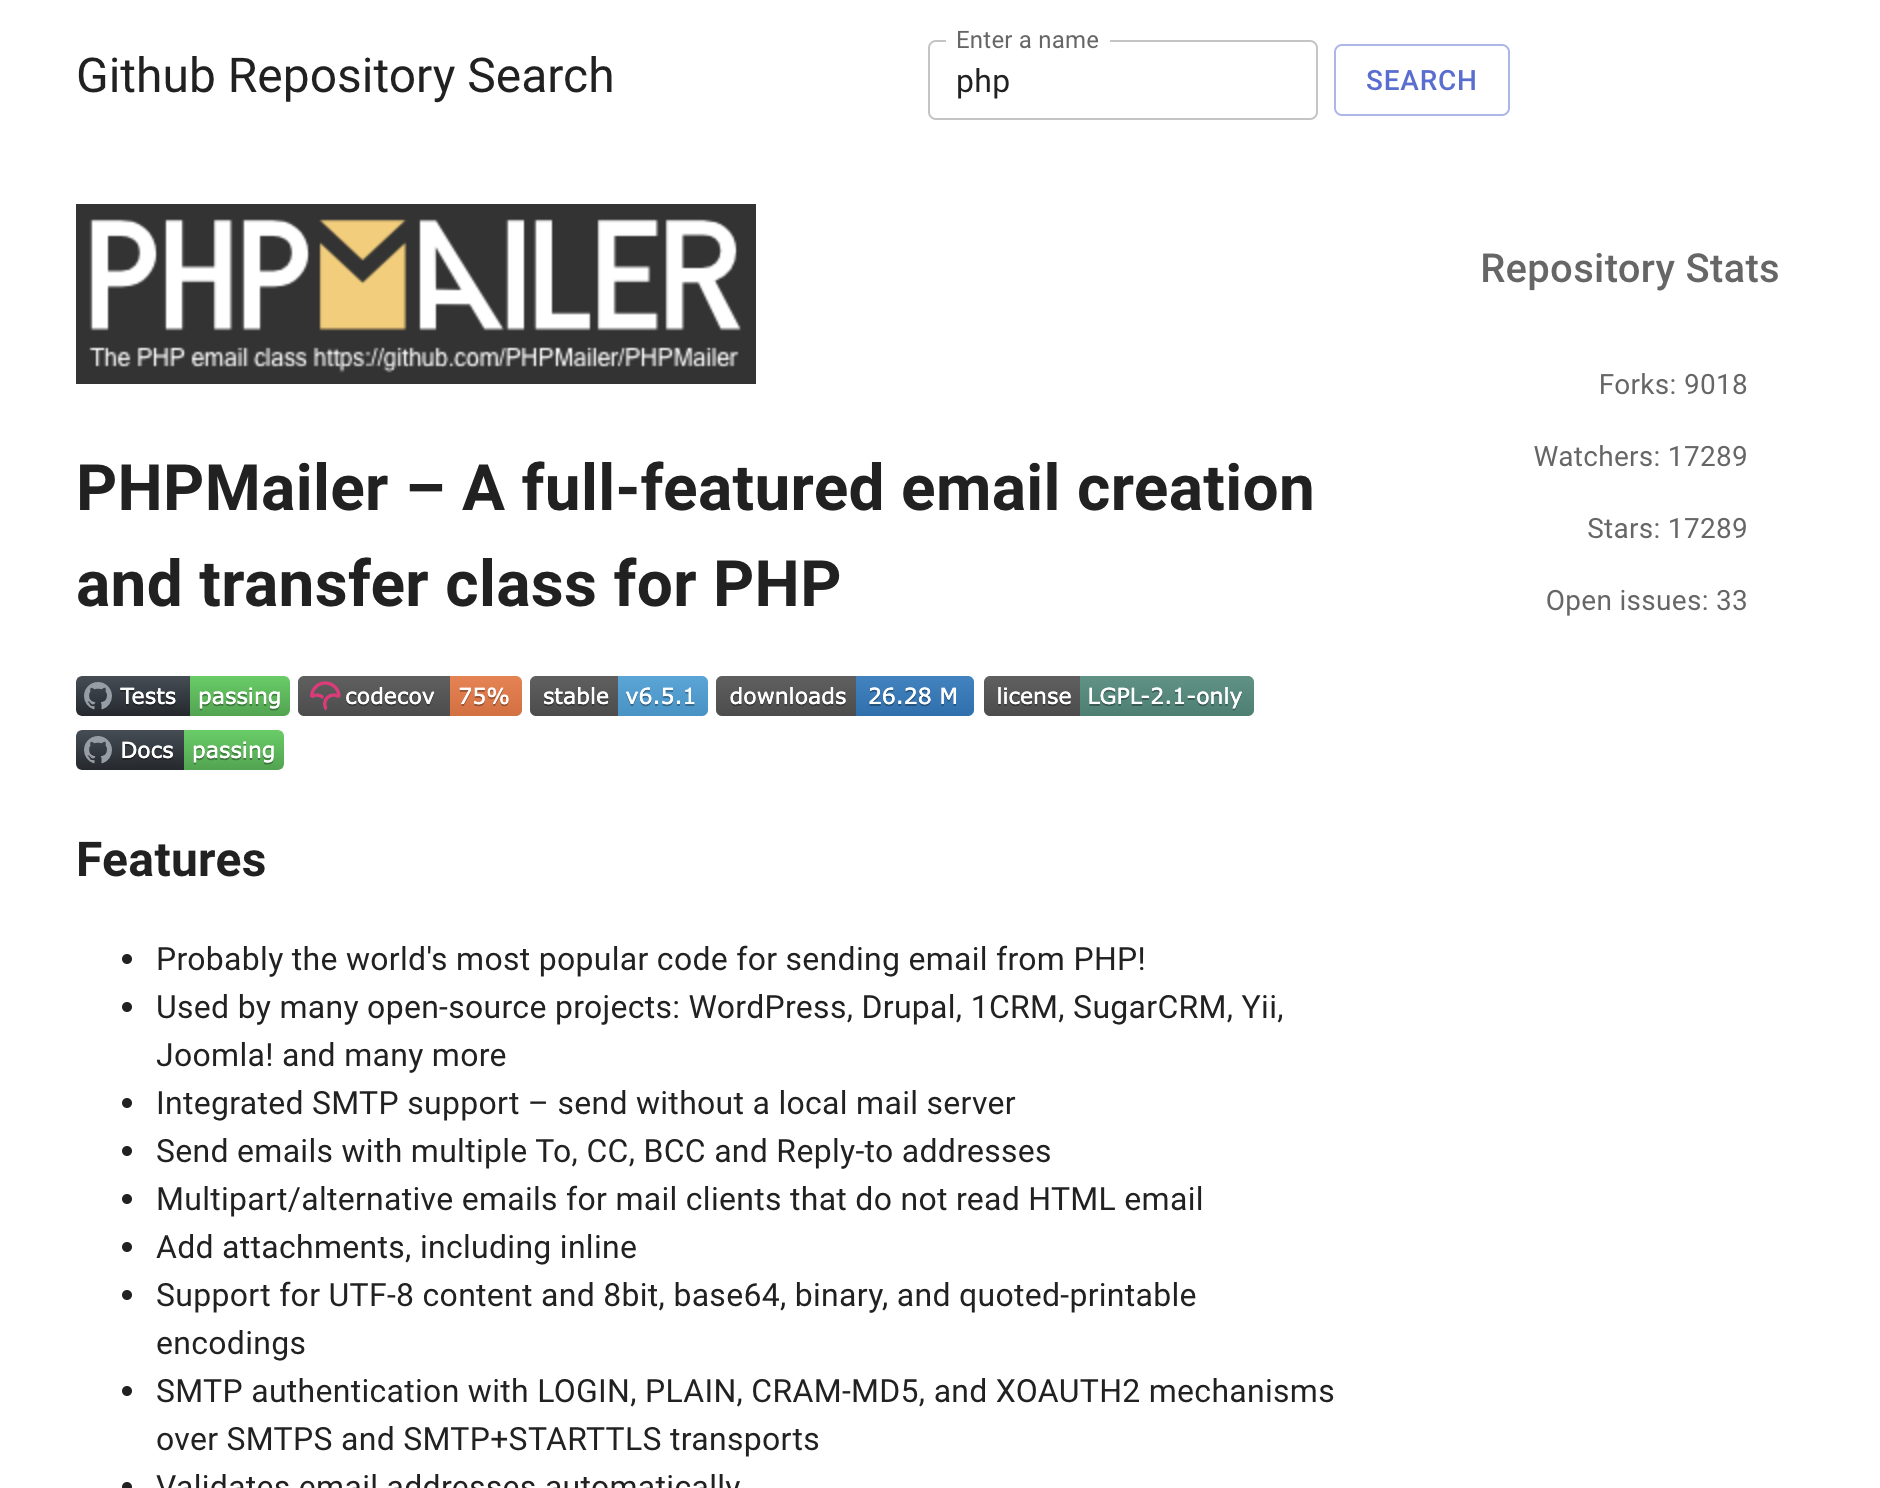 Github Repository Search
Enter a name
php
SEARCH
PHPMAILER
The PHP email class https://github.com/PHPMailer/PHPMailer
Repository Stats
Forks: 9018
Watchers: 17289
Stars: 17289
Open issues: 33
PHPMailer – A full-featured email creation
and transfer class for PHP
Tests passing codecov 75% stable v6.5.1 downloads 26.28 M license LGPL-2.1-only
Docs passing
Features
• Probably the world's most popular code for sending email from PHP!
• Used by many open-source projects: WordPress, Drupal, 1CRM, SugarCRM, Yii,
Joomla! and many more
• Integrated SMTP support – send without a local mail server
• Send emails with multiple To, CC, BCC and Reply-to addresses
• Multipart/alternative emails for mail clients that do not read HTML email
• Add attachments, including inline
• Support for UTF-8 content and 8bit, base64, binary, and quoted-printable
encodings
• SMTP authentication with LOGIN, PLAIN, CRAM-MD5, and XOAUTH2 mechanisms
over SMTPS and SMTP+STARTTLS transports
• Validates email addresses automatically